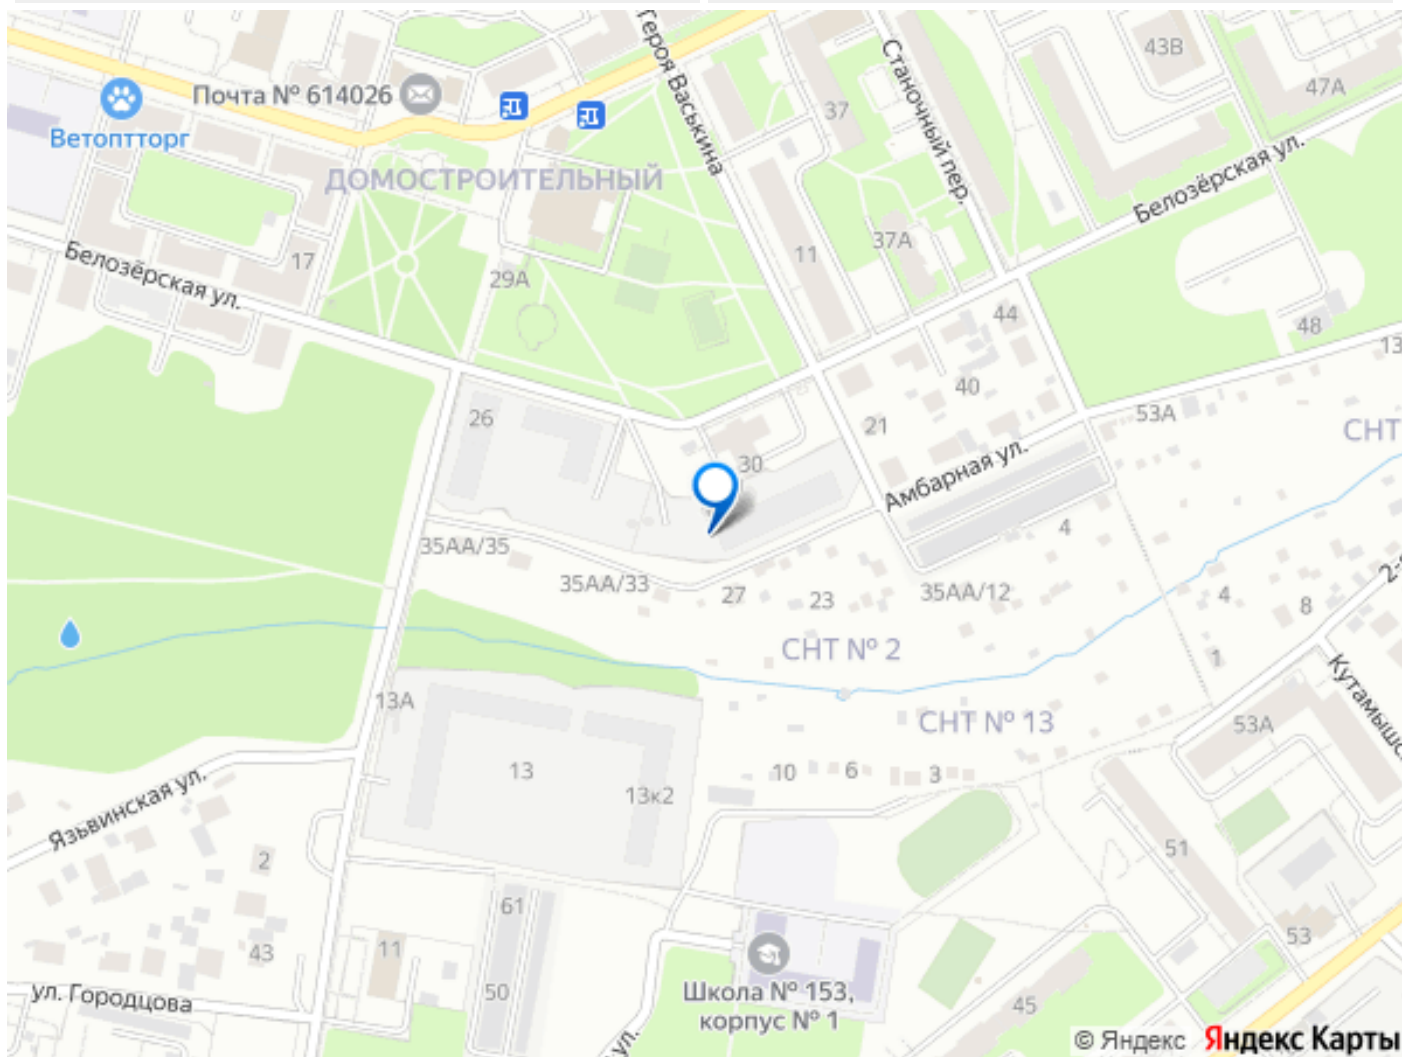 Героя Васькина
Станочный пер.
43В
47А
Почта № 614026
Ветоптторг
37
ДОМОСТРОИТЕЛЬНЫЙ
Белозёрская ул.
37А
11
17
Белозёрская ул.
29А
44
48
13
40
26
21
53А
СНТ
30
Амбарная ул.
4
35АА/35
35АА/33
27
23
35АА/12
4
8
2-
СНТ № 2
1
Кутамышс
13А
СНТ № 13
53А
13
10
6
3
13к2
Язьвинская ул.
2
51
61
43
11
53
50
Школа № 153,
корпус № 1
ул. Городцова
45
ул.
© Яндекс Яндекс Карты